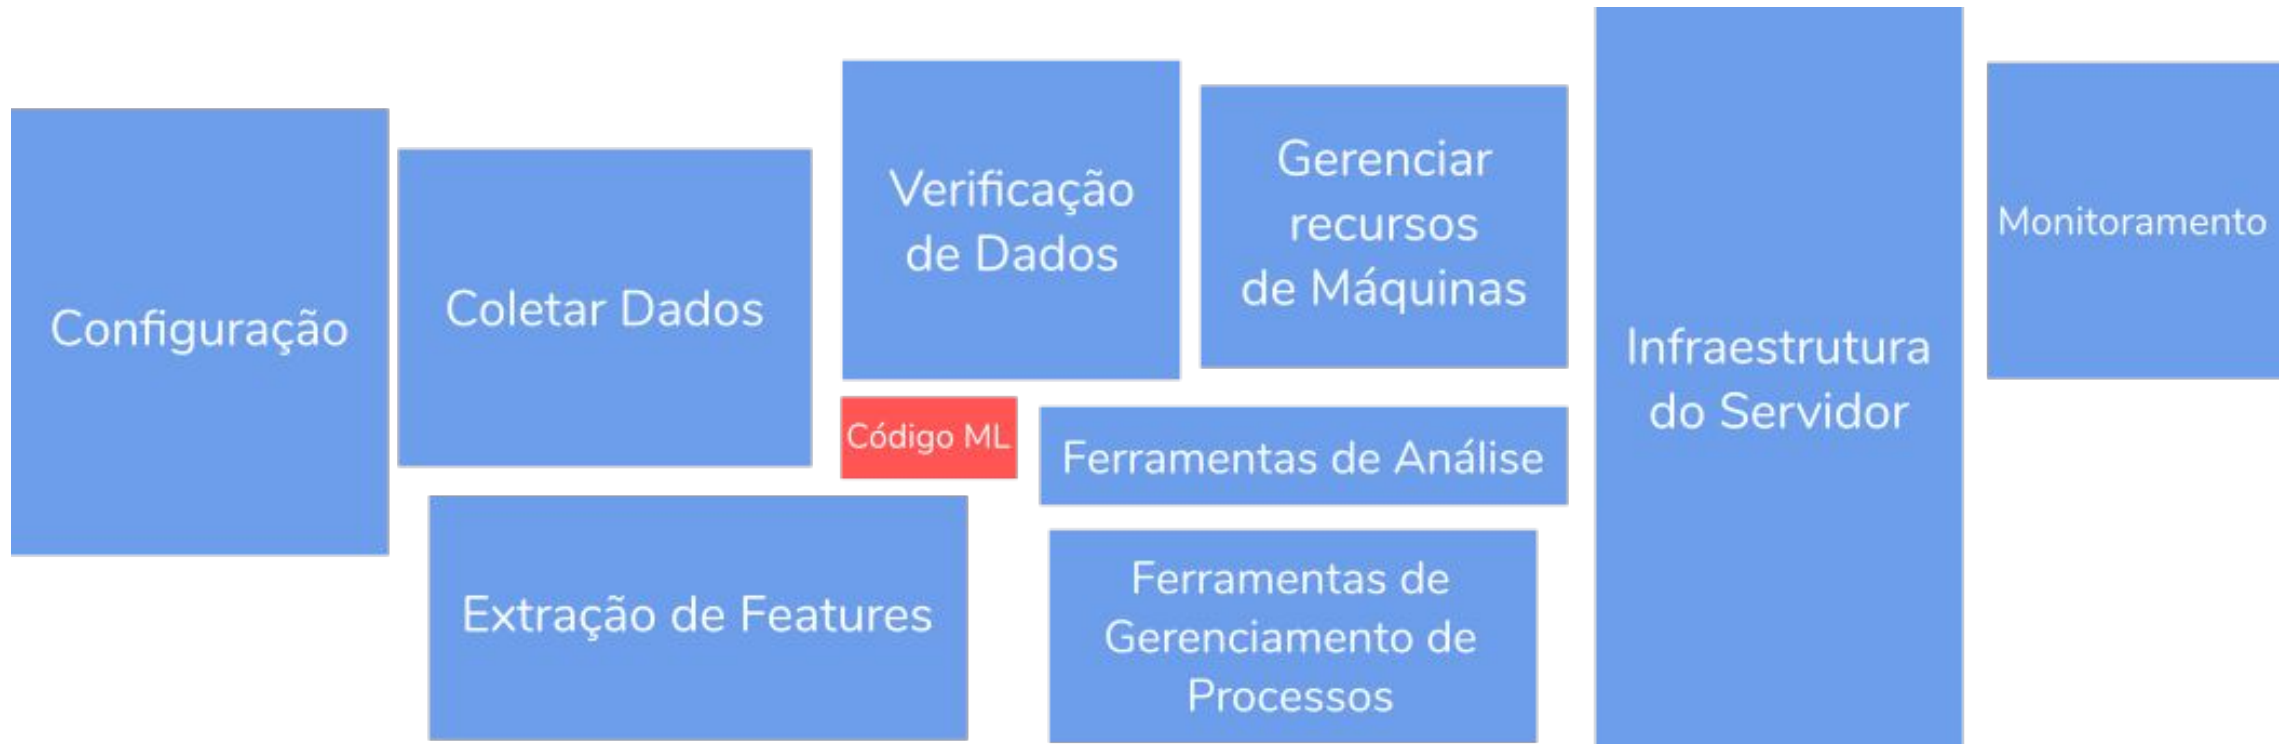 Configuração
Coletar Dados
Verificação
de Dados
Gerenciar
recursos
de Máquinas
Infraestrutura
do Servidor
Monitoramento
Código ML
Ferramentas de Análise
Extração de Features
Ferramentas de
Gerenciamento de
Processos